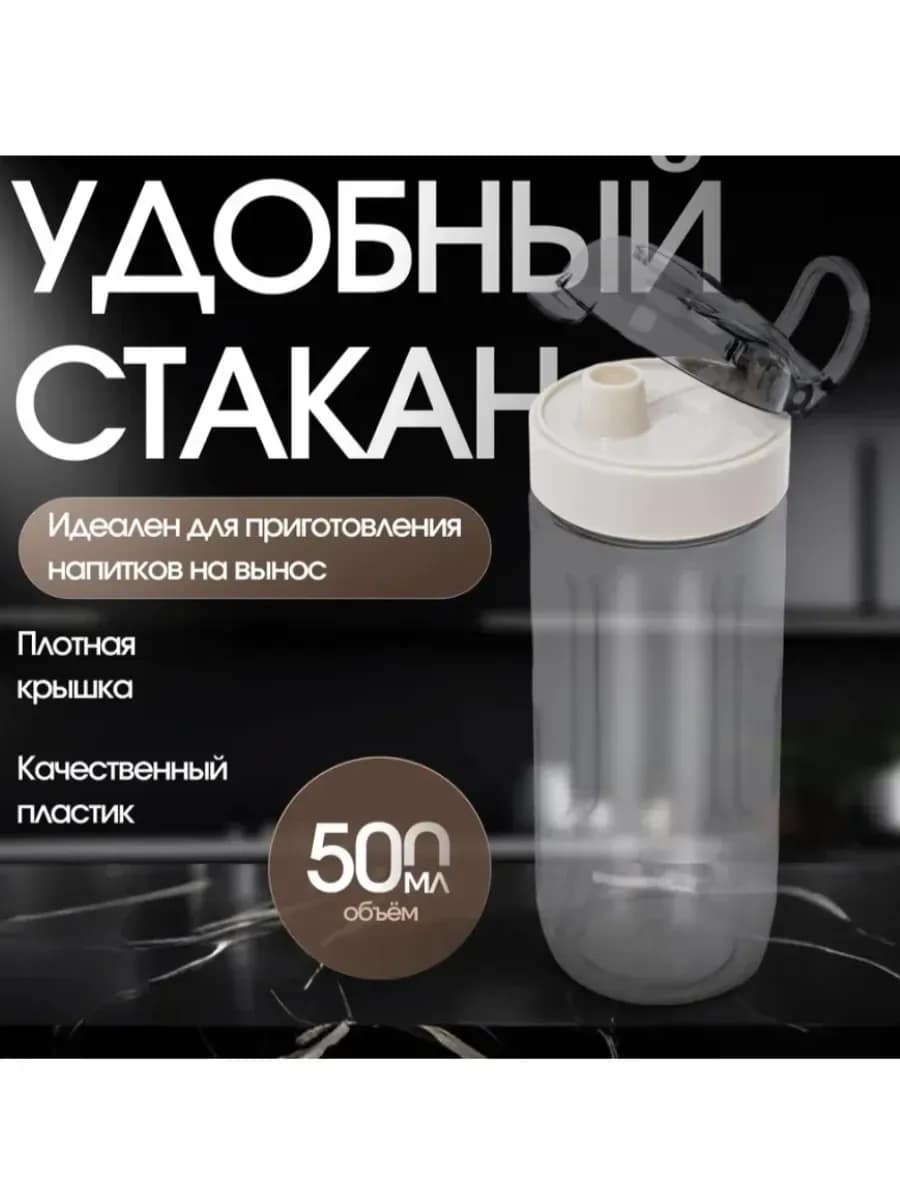 УДОБНЫЙ
СТАКАН
Идеален для приготовления
напитков на вынос
Плотная
крышка
Качественный
пластик
500
мл
объём